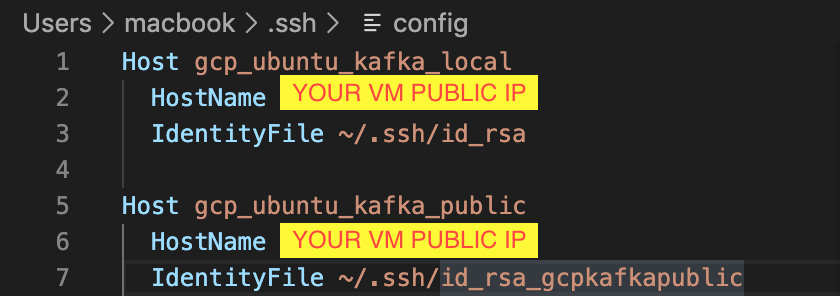 Users > macbook > .ssh > config
1 Host gcp_ubuntu_kafka_local
2 HostName YOUR VM PUBLIC IP
3 IdentityFile ~/.ssh/id_rsa
4
5 Host gcp_ubuntu_kafka_public
6 HostName YOUR VM PUBLIC IP
7 IdentityFile ~/.ssh/id_rsa_gcpkafkapublic